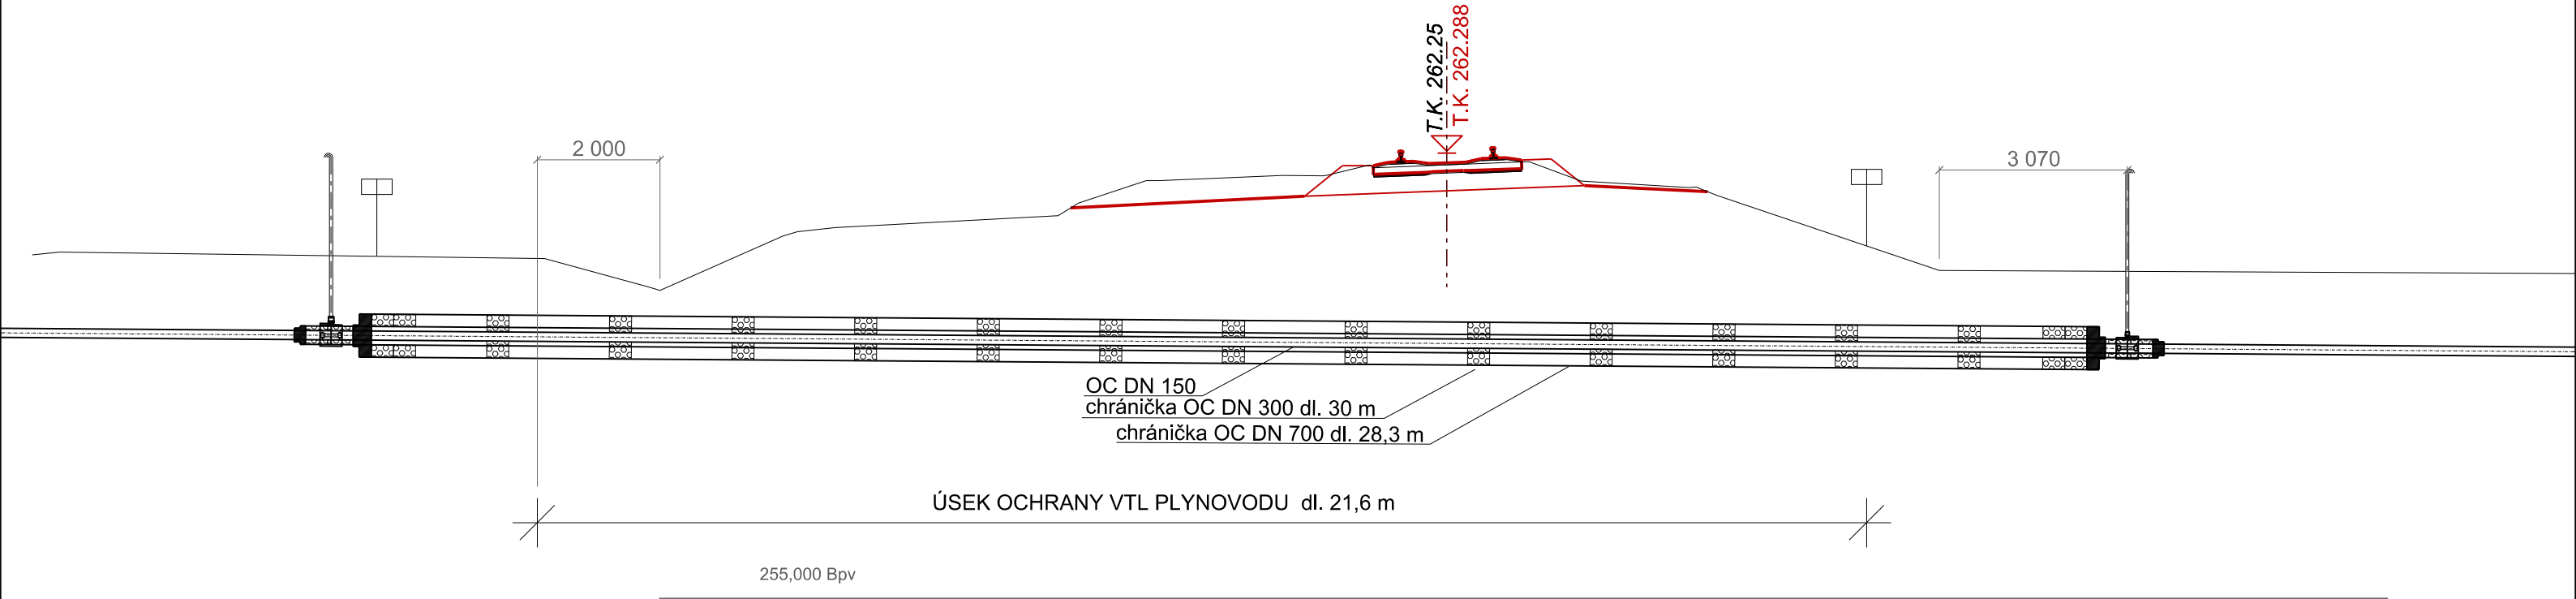 T.K. 262.25
T.K. 262.288
2 000
3 070
OC DN 150
chránička OC DN 300 dl. 30 m
chránička OC DN 700 dl. 28,3 m
ÚSEK OCHRANY VTL PLYNOVODU dl. 21,6 m
255,000 Bpv